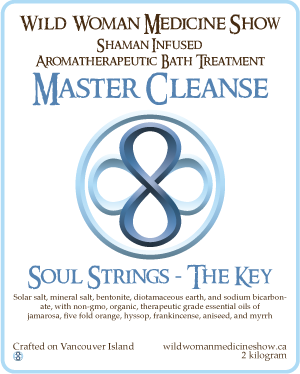 Wild Woman Medicine Show
Shaman Infused
Aromatherapeutic Bath Treatment
Master Cleanse
Soul Strings - The Key
Solar salt, mineral salt, bentonite, diotamaceous earth, and sodium bicarbon-
ate, with non-gmo, organic, therapeutic grade essential oils of
jamarosa, five fold orange, hyssop, frankincense, aniseed, and myrrh
Crafted on Vancouver Island
wildwomanmedicineshow.ca
2 kilogram